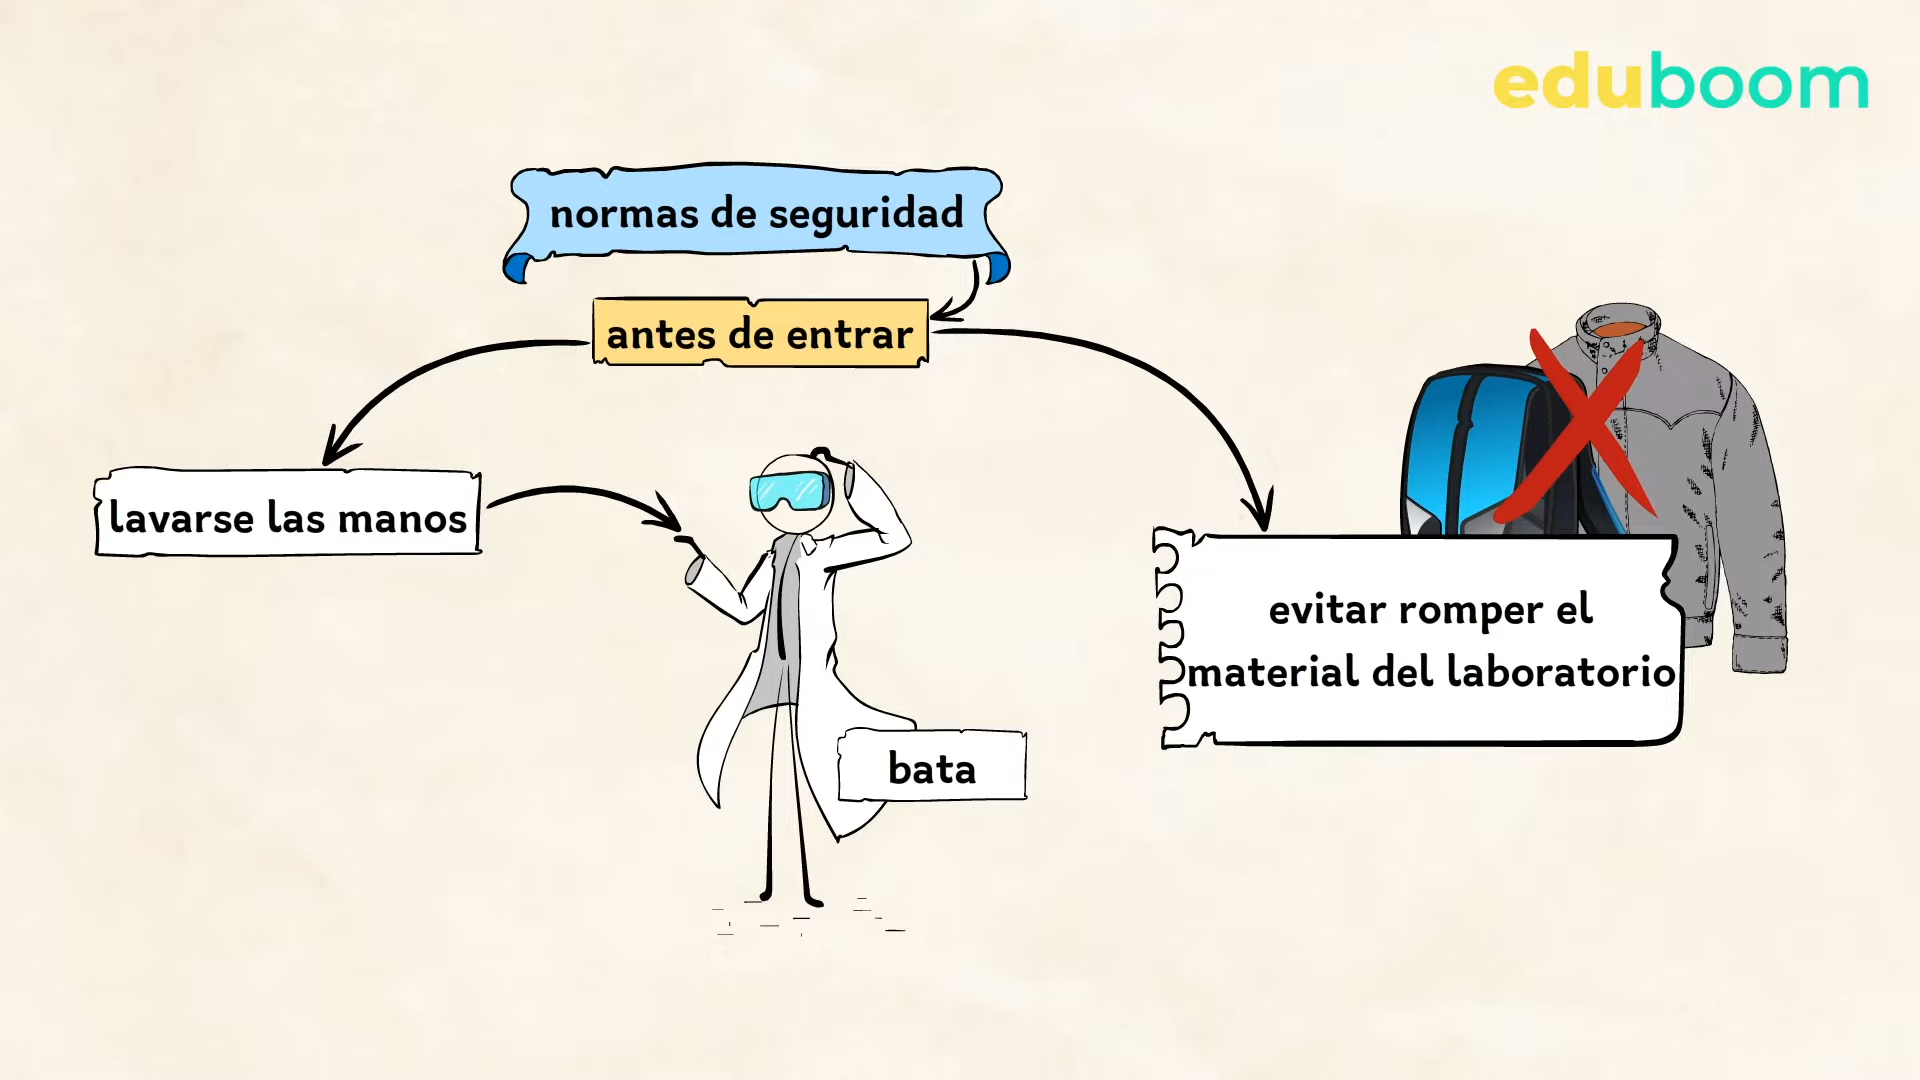 eduboom
normas de seguridad
antes de entrar
lavarse las manos
bata
evitar romper el
material del laboratorio